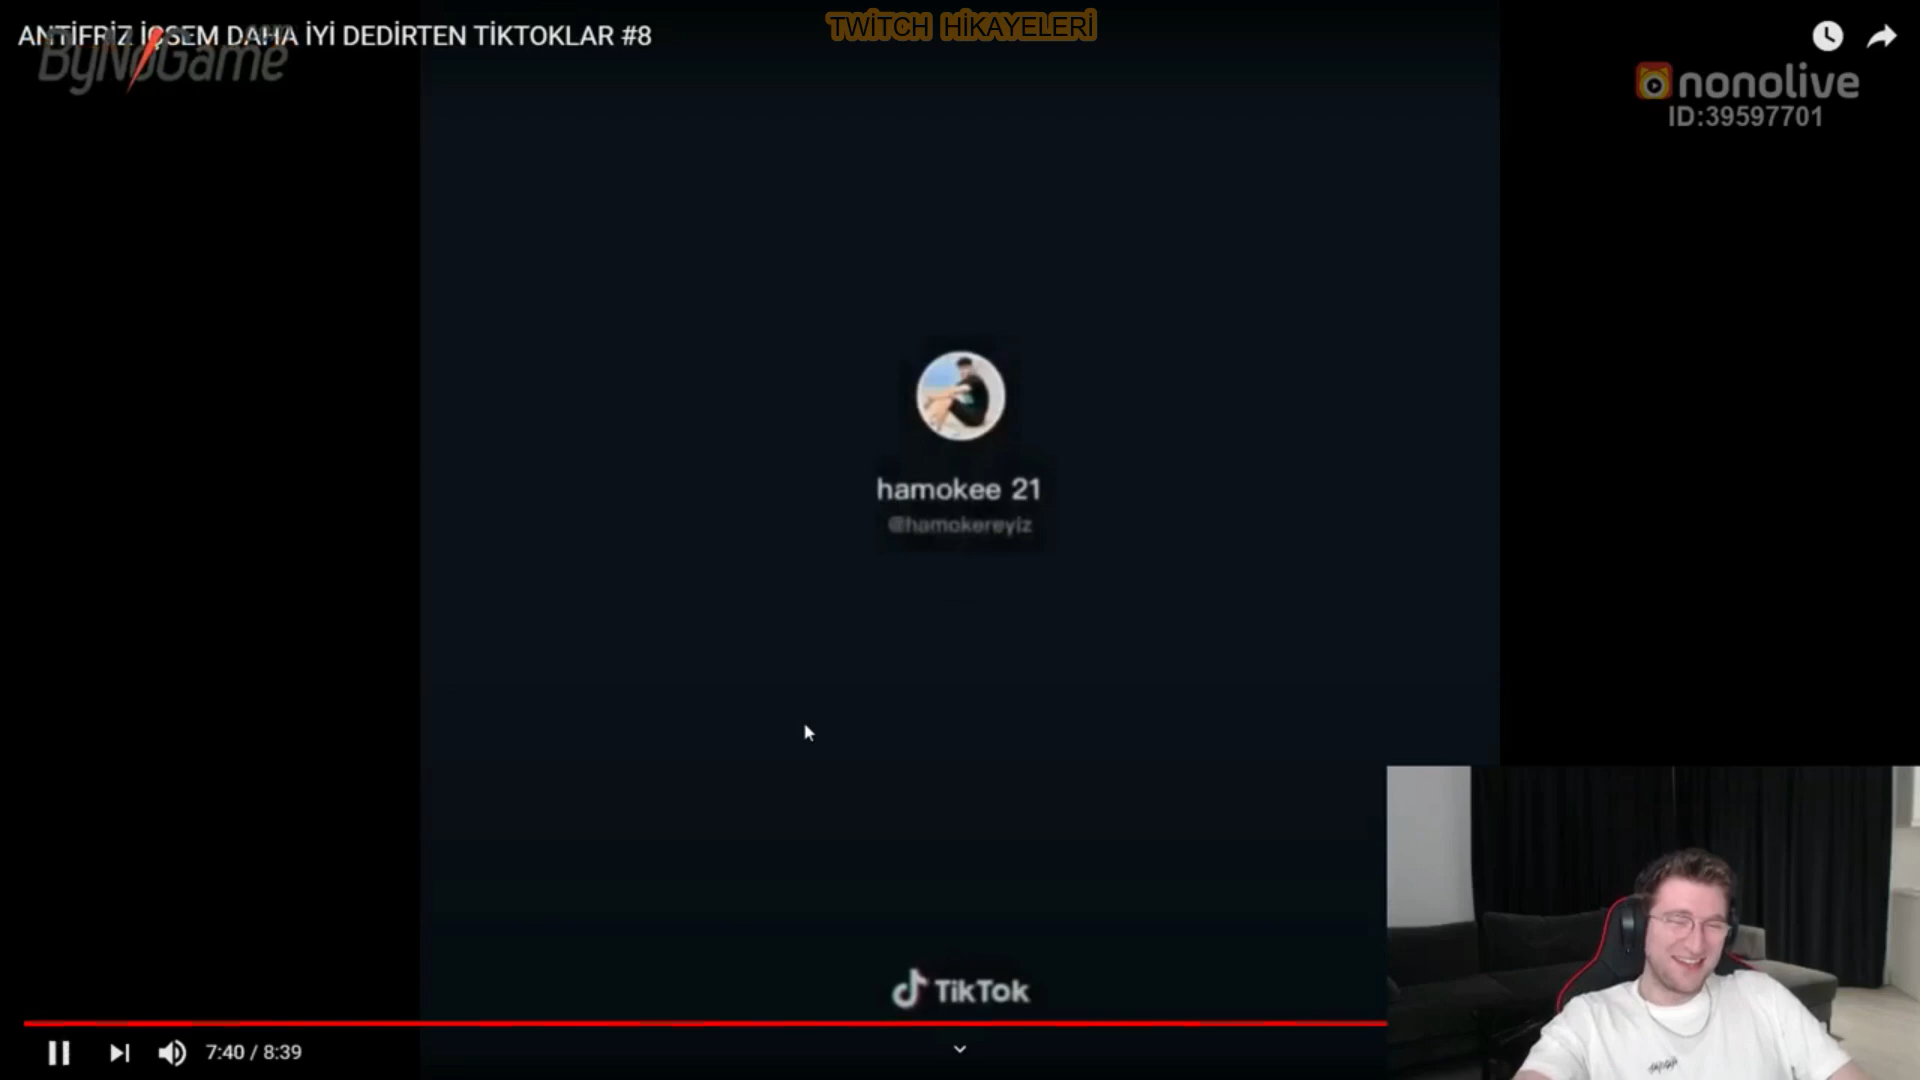 ANTİFRİZ İÇSEM DAHA İYİ DEDİRTEN TİKTOKLAR #8
TWİTCH HİKAYELERİ
ByNoGame
nonolive
ID:39597701
hamokee 21
@hamokereyiz
TikTok
7:40 / 8:39